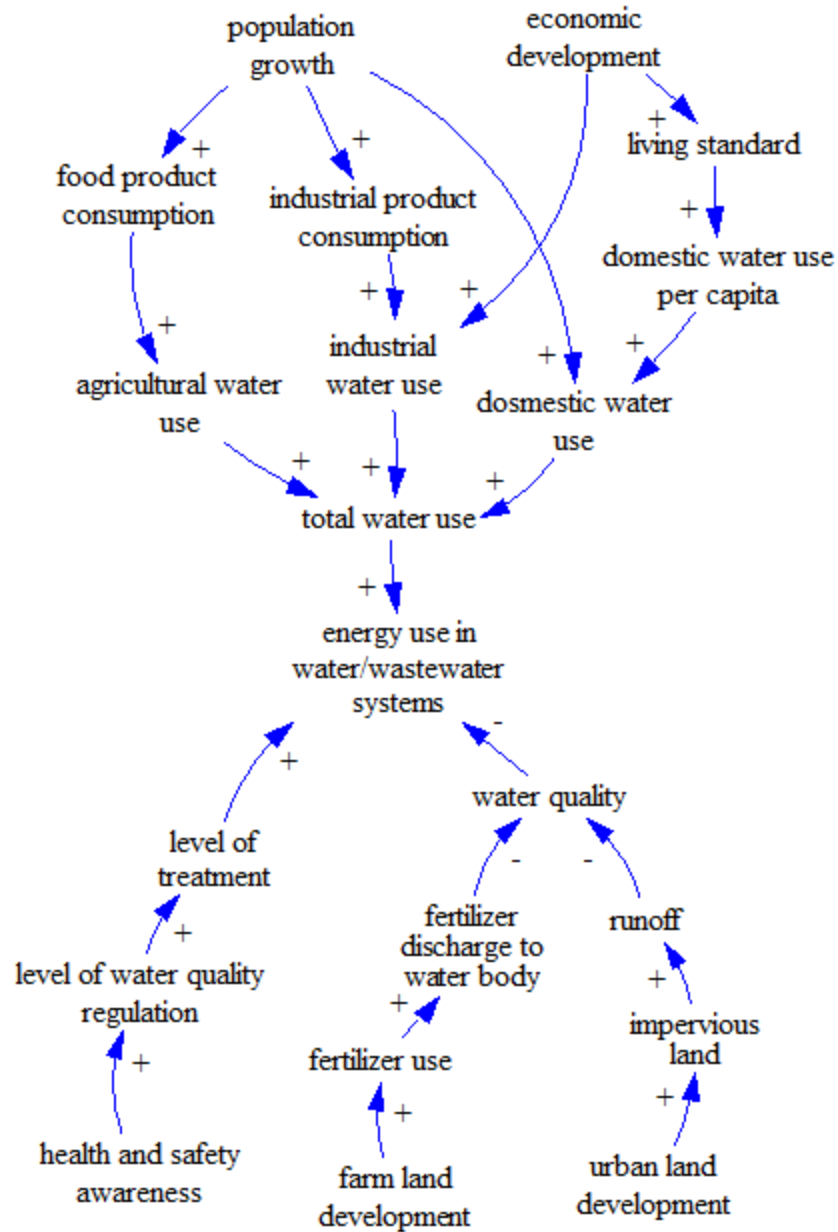 population
growth
economic
development
+
+
+
living standard
food product
consumption
industrial product
consumption
+
domestic water use
per capita
+
+
+
industrial
water use
+
+
agricultural water
use
dosmestic water
use
+
+
+
total water use
+
energy use in
water/wastewater
systems
-
+
water quality
level of
treatment
-
-
fertilizer
discharge to
water body
runoff
+
level of water quality
regulation
+
+
impervious
land
+
fertilizer use
+
+
health and safety
awareness
farm land
development
urban land
development